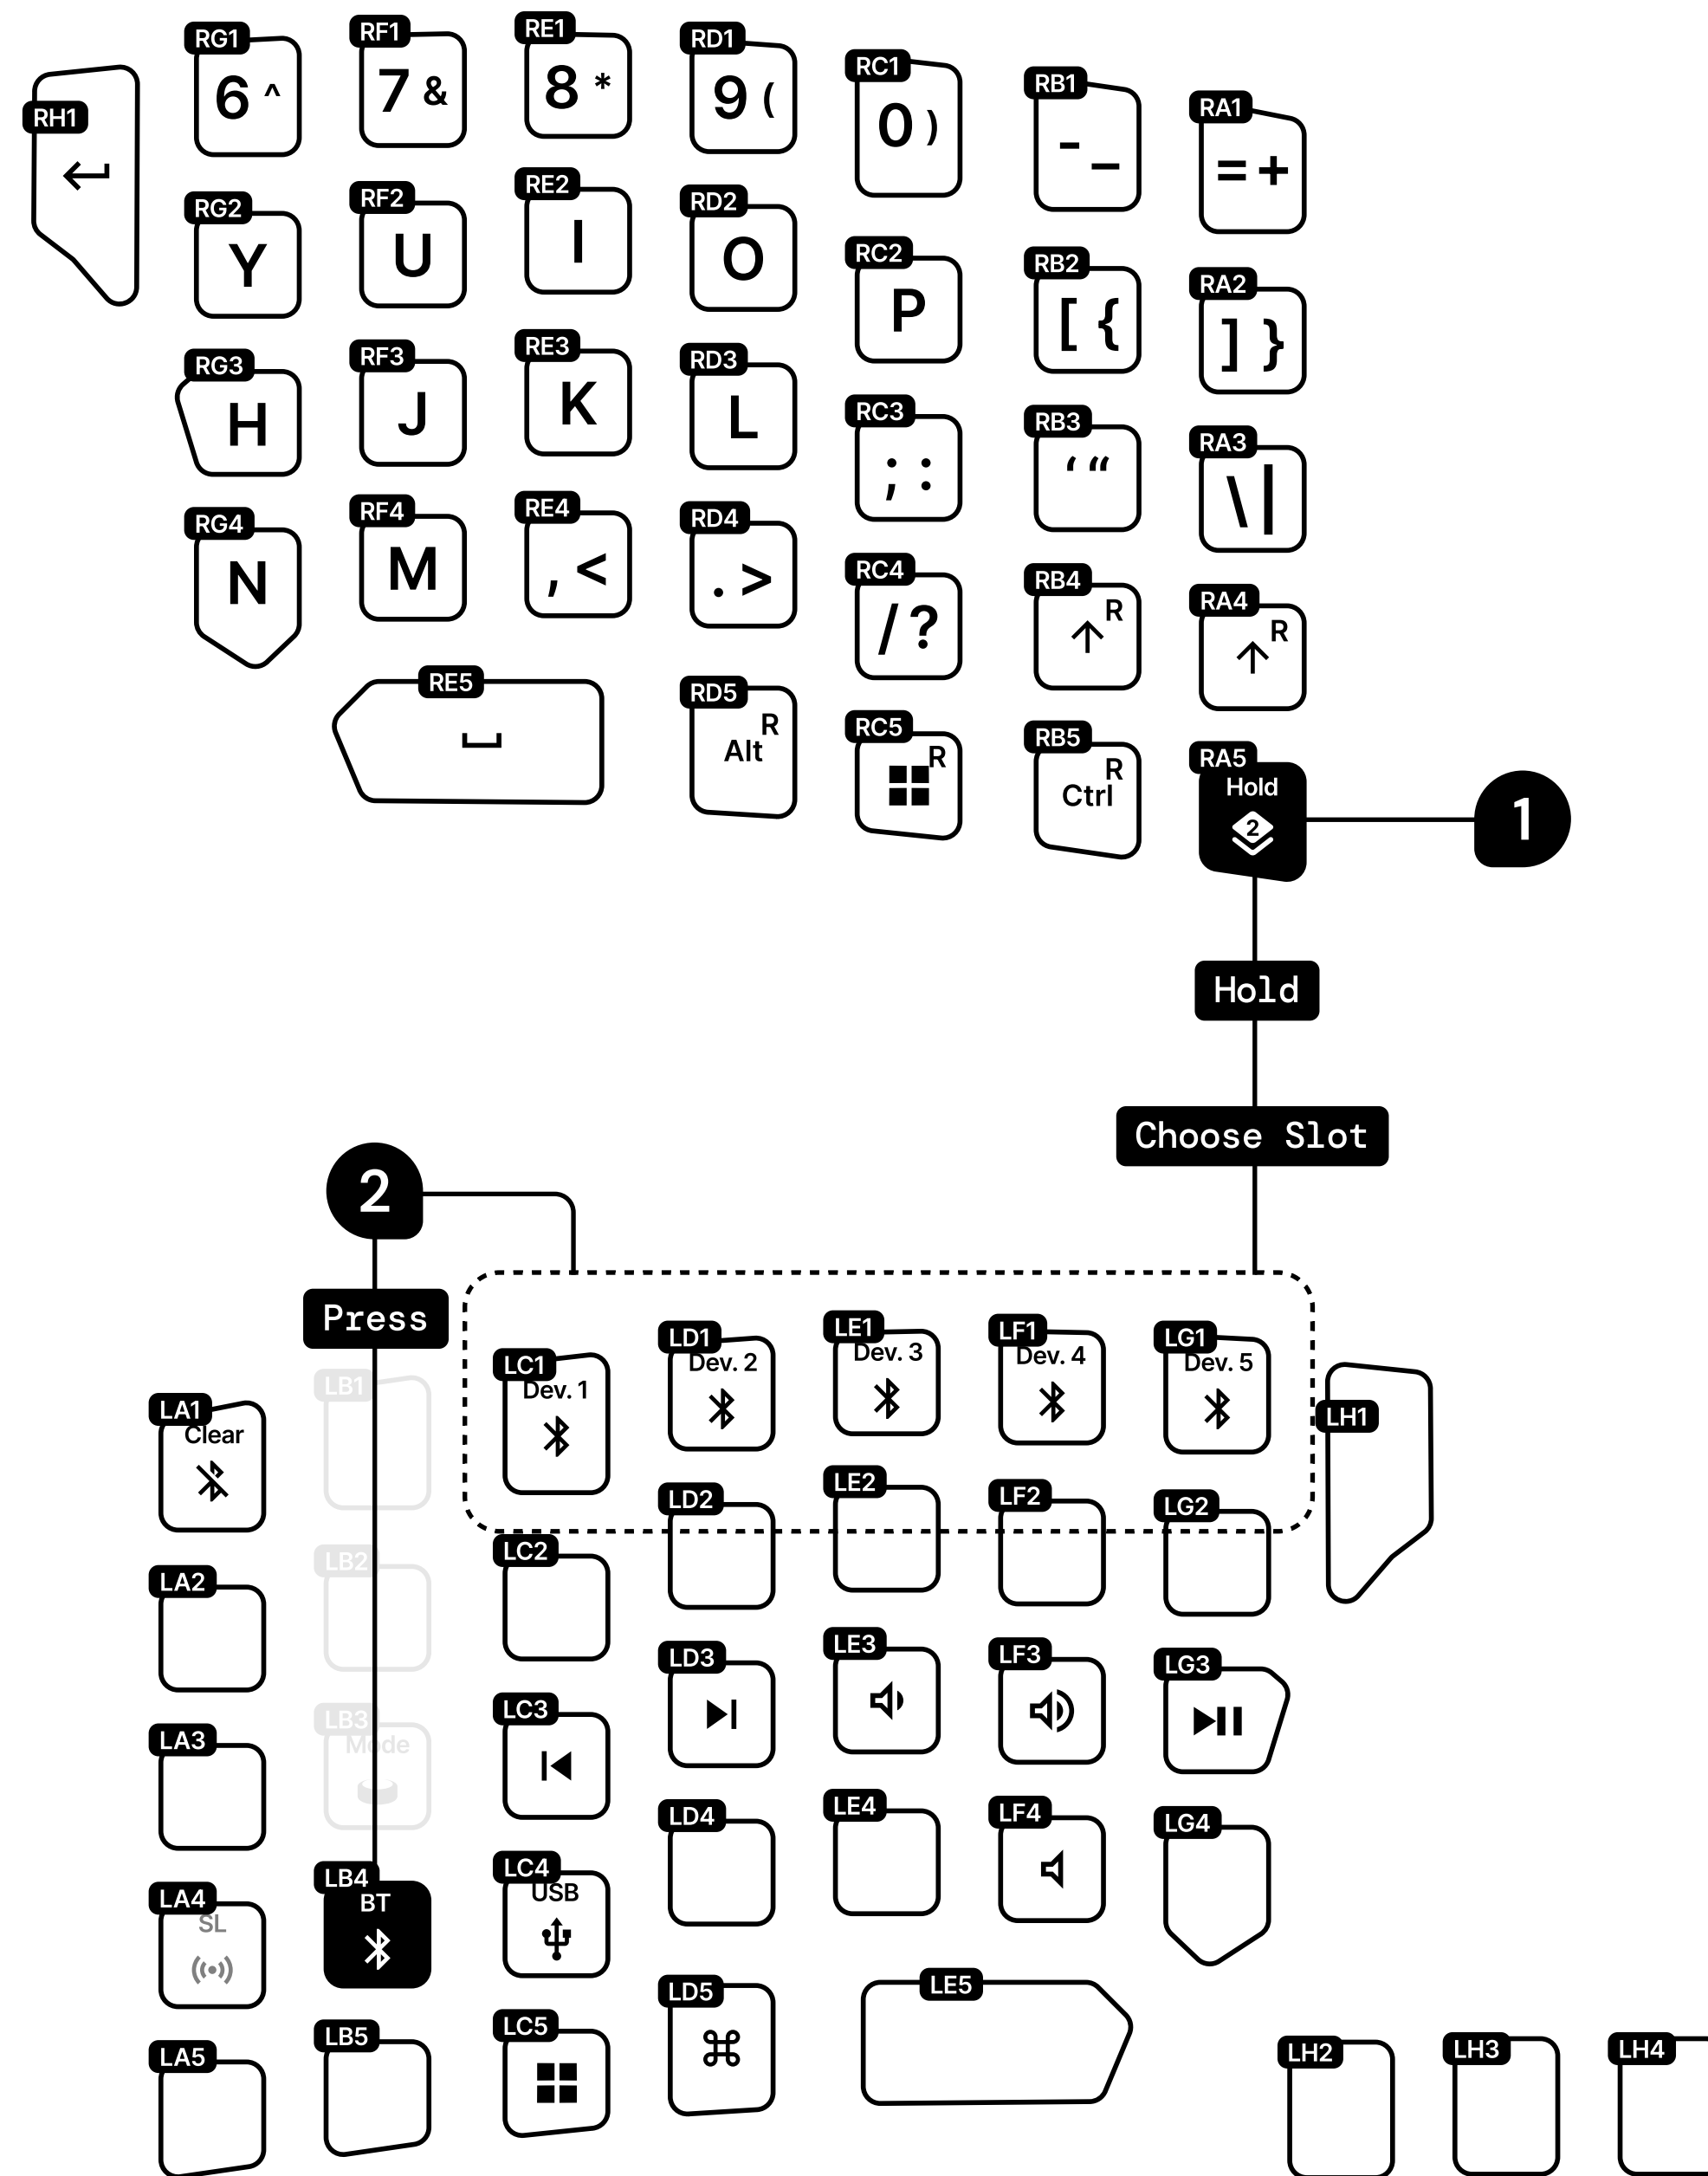 RH1
RG1 RF1 RE1 RD1 RC1 RB1 RA1
6 ^ 7 & 8 * 9 ( 0 ) - _ = +
RG2 RF2 RE2 RD2 RC2 RB2 RA2
Y U I O P [ { ] }
RG3 RF3 RE3 RD3 RC3 RB3 RA3
H J K L ; : ‘ “ \ |
RG4 RF4 RE4 RD4 RC4 RB4 RA4
N M , < . > / ? R R
RE5 RD5 RC5 RB5 RA5
R R R Hold
Alt Ctrl 2
1
Hold
Choose Slot
2
Press
LA1 LB1 LC1 LD1 LE1 LF1 LG1 LH1
Clear Dev. 1 Dev. 2 Dev. 3 Dev. 4 Dev. 5
LA2 LB2 LC2 LD2 LE2 LF2 LG2
LA3 LB3 LC3 LD3 LE3 LF3 LG3
Mode
LA4 LB4 LC4 LD4 LE4 LF4 LG4
SL BT USB
LA5 LB5 LC5 LD5 LE5 LH2 LH3 LH4